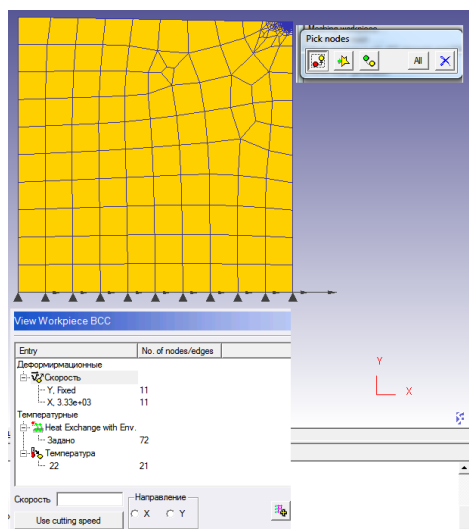 Pick nodes
All
Y
X
View Workpiece BCC
Entry No. of nodes/edges
Деформирмационные
Скорость
Y, Fixed 11
X, 3.33e+03 11
Температурные
Heat Exchange with Env.
Задано 72
Температура
22 21
Скорость Направление
X Y
Use cutting speed